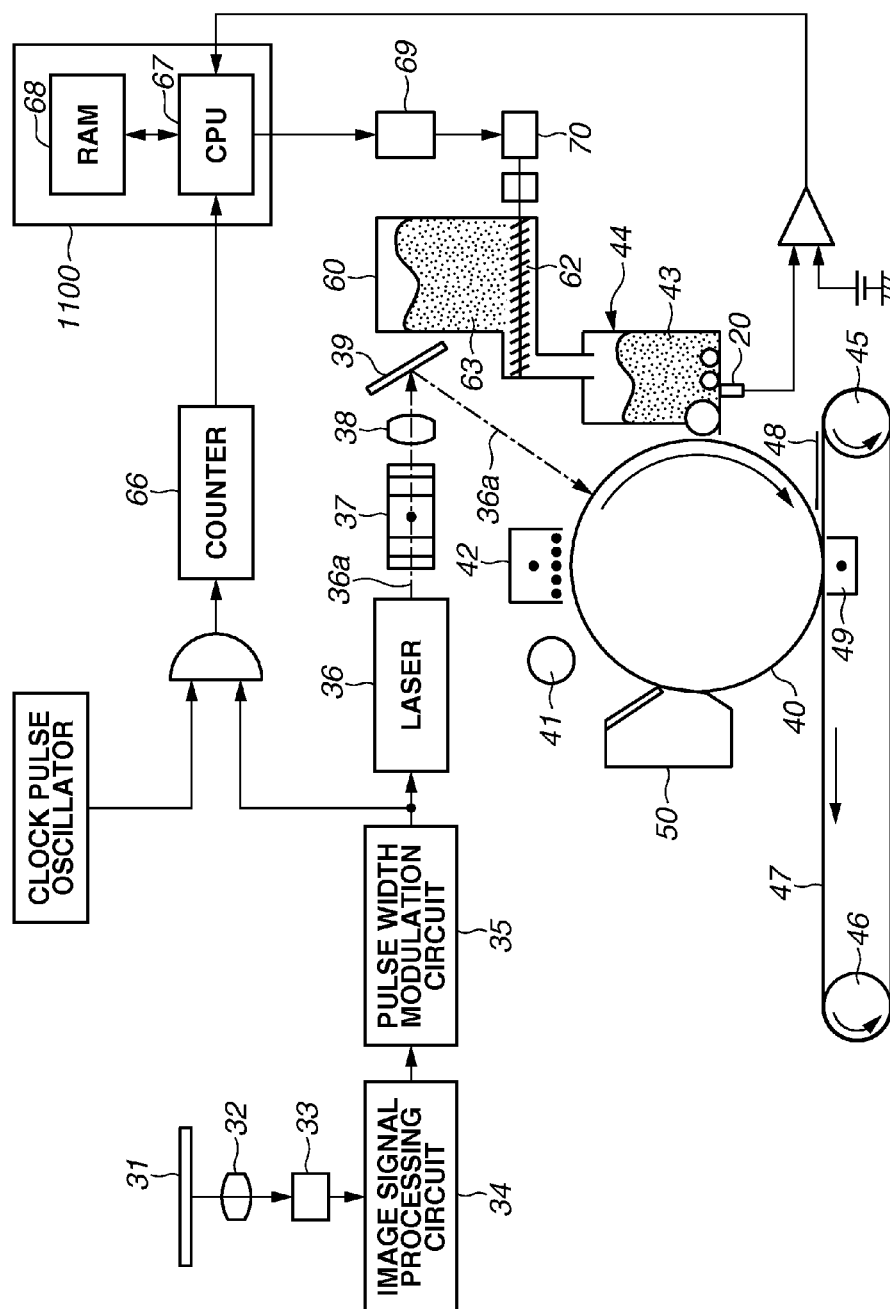 1100
68
RAM
67
CPU
69
70
66
COUNTER
CLOCK PULSE
OSCILLATOR
60
63
62
44
43
20
45
48
39
38
37
36a
36a
36
LASER
42
41
50
40
49
47
46
31
32
33
IMAGE SIGNAL
PROCESSING
CIRCUIT
34
PULSE WIDTH
MODULATION
CIRCUIT
35